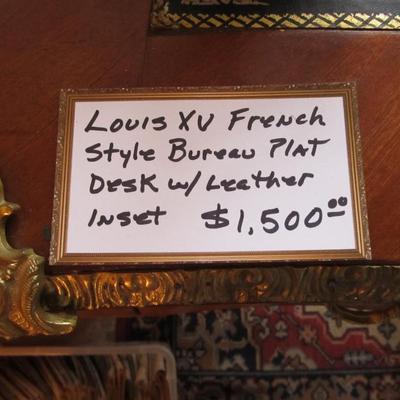 Louis XV French
Style Bureau Plat
Desk w/ Leather
Inset $1,500.00